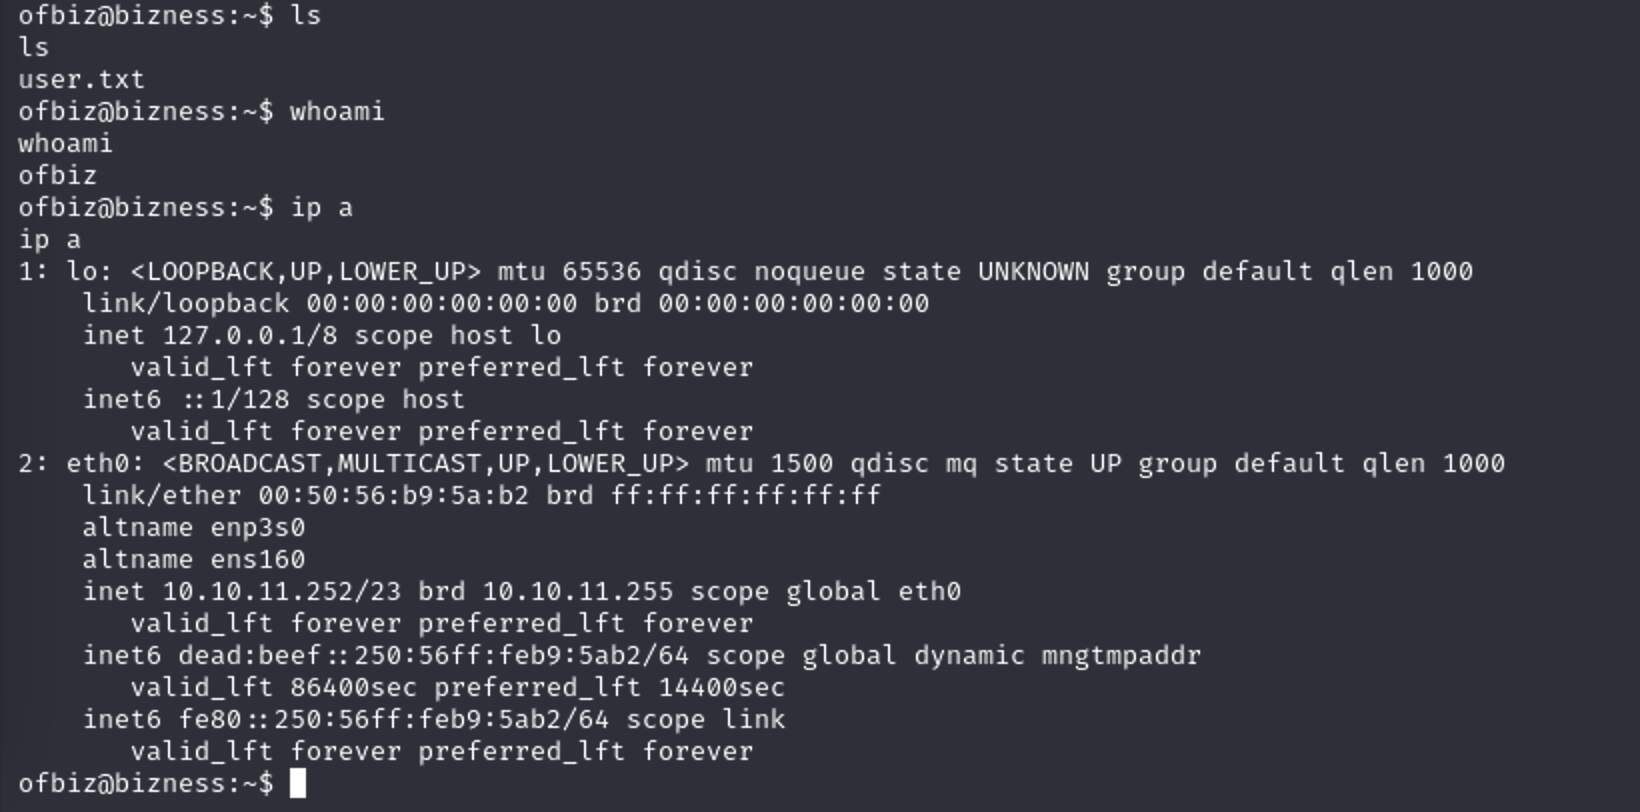 ofbiz@bizness:~$ ls
ls
user.txt
ofbiz@bizness:~$ whoami
whoami
ofbiz
ofbiz@bizness:~$ ip a
ip a
1: lo: <LOOPBACK,UP,LOWER_UP> mtu 65536 qdisc noqueue state UNKNOWN group default qlen 1000
    link/loopback 00:00:00:00:00:00 brd 00:00:00:00:00:00
    inet 127.0.0.1/8 scope host lo
       valid_lft forever preferred_lft forever
    inet6 ::1/128 scope host
       valid_lft forever preferred_lft forever
2: eth0: <BROADCAST,MULTICAST,UP,LOWER_UP> mtu 1500 qdisc mq state UP group default qlen 1000
    link/ether 00:50:56:b9:5a:b2 brd ff:ff:ff:ff:ff:ff
    altname enp3s0
    altname ens160
    inet 10.10.11.252/23 brd 10.10.11.255 scope global eth0
       valid_lft forever preferred_lft forever
    inet6 dead:beef::250:56ff:feb9:5ab2/64 scope global dynamic mngtmpaddr
       valid_lft 86400sec preferred_lft 14400sec
    inet6 fe80::250:56ff:feb9:5ab2/64 scope link
       valid_lft forever preferred_lft forever
ofbiz@bizness:~$